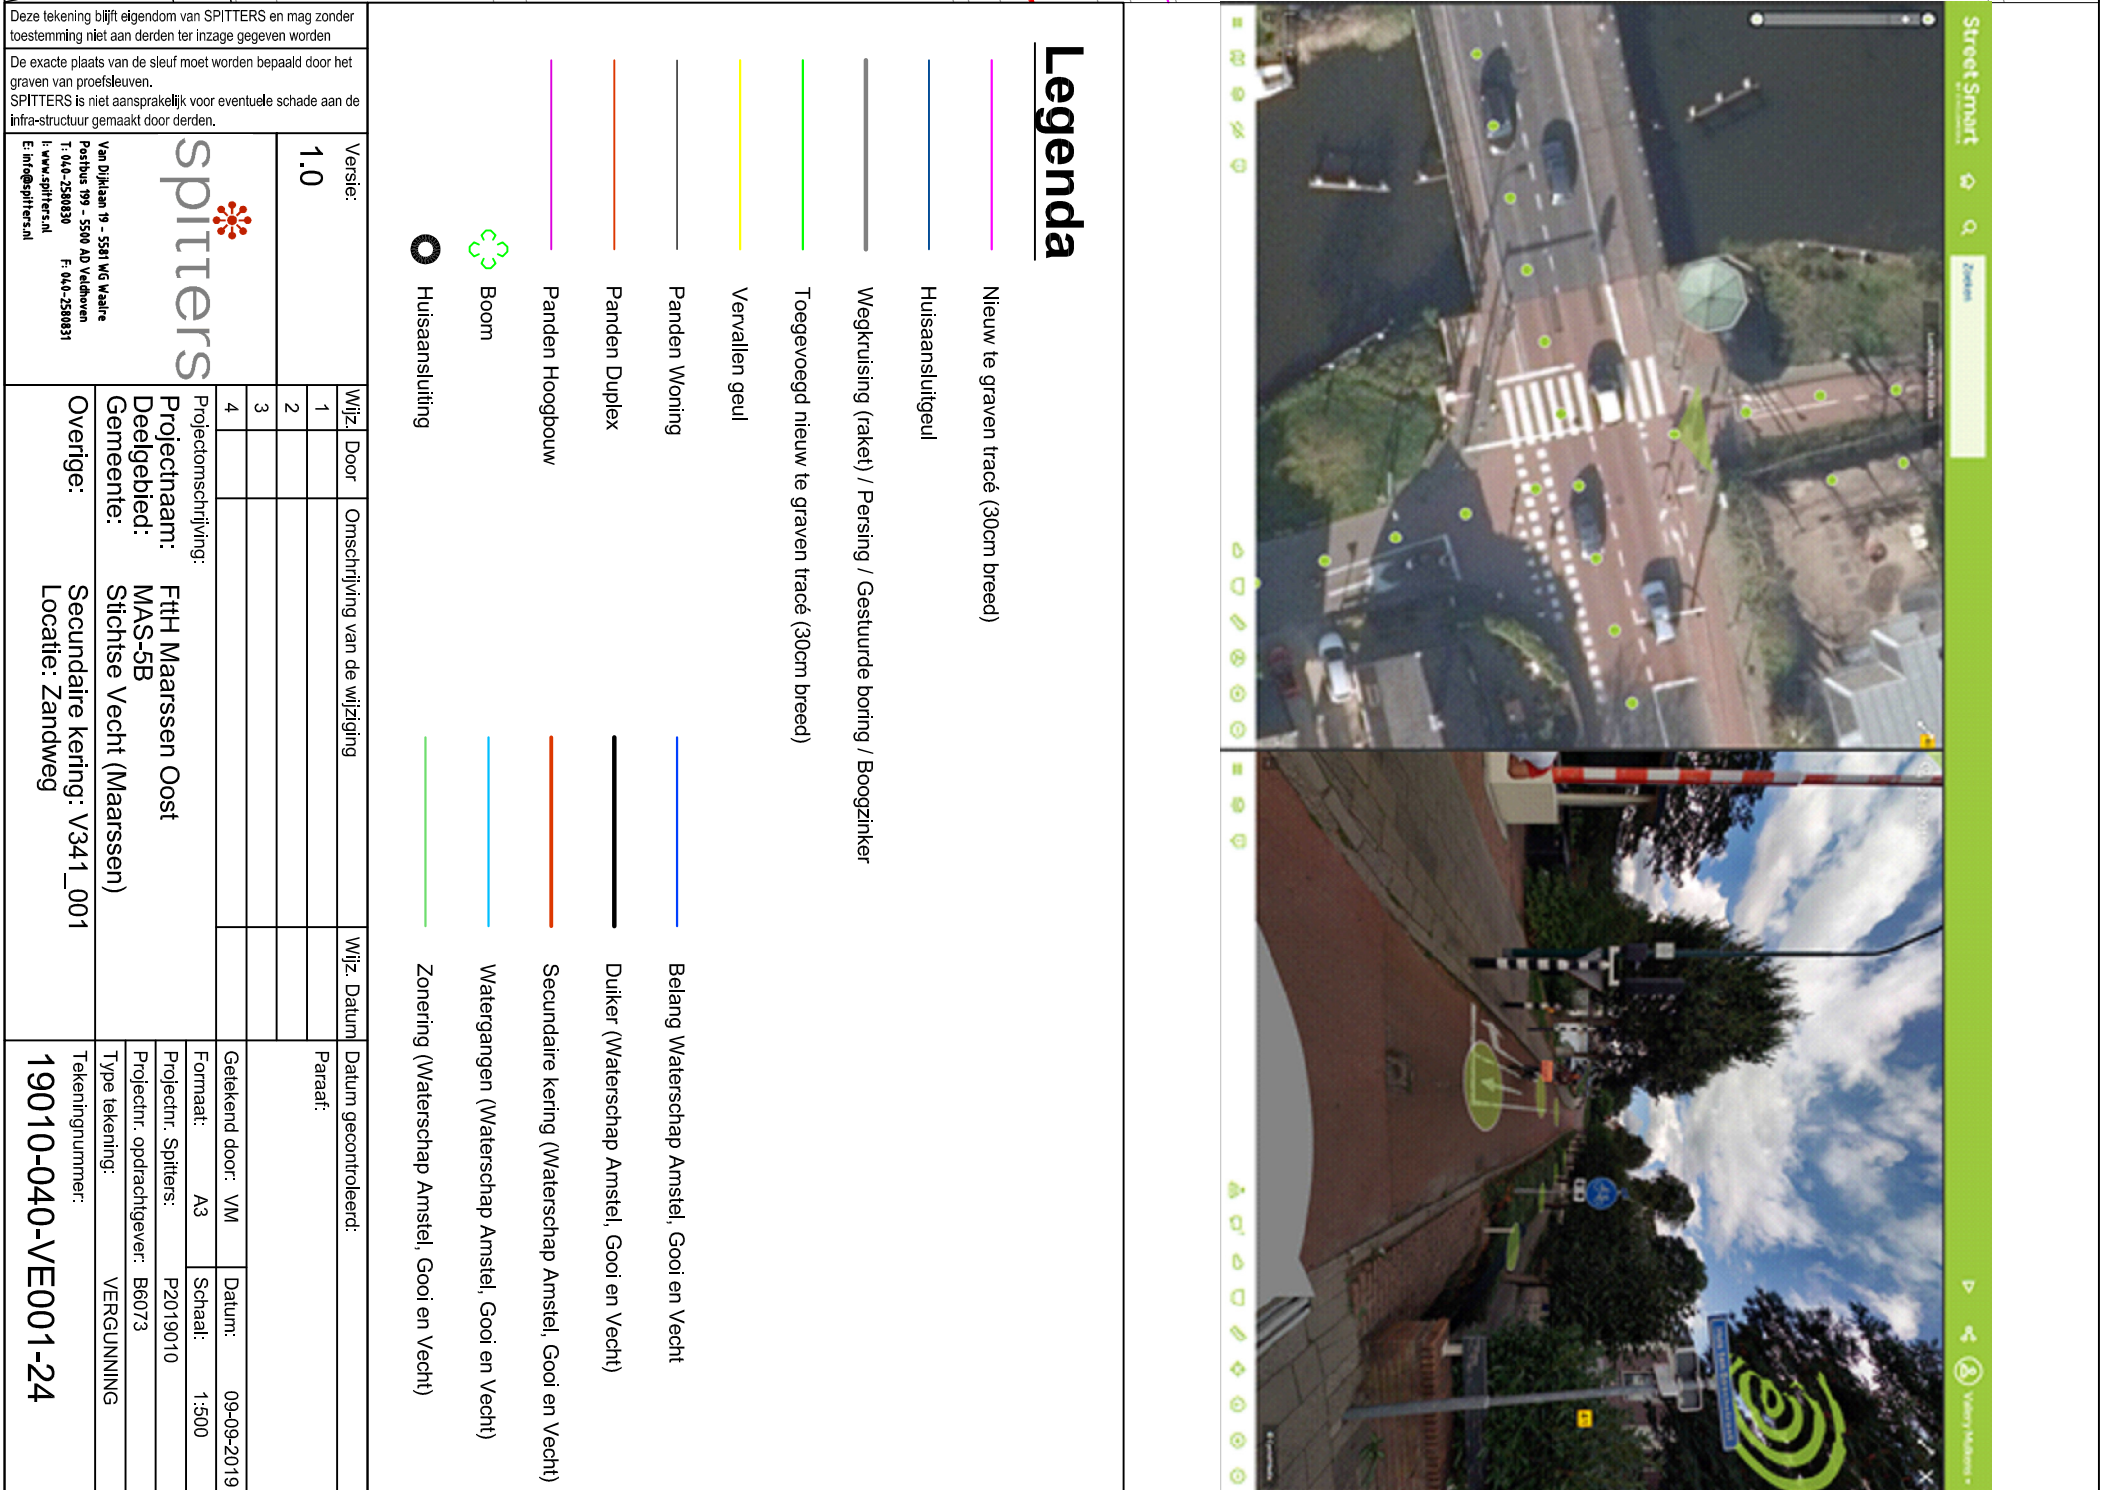 Deze tekening blijft eigendom van SPITTERS en mag zonder
toestemming niet aan derden ter inzage gegeven worden
De exacte plaats van de sleuf moet worden bepaald door het
graven van proefsleuven.
SPITTERS is niet aansprakelijk voor eventuele schade aan de
infra-structuur gemaakt door derden.
Legenda
Nieuw te graven tracé (30cm breed)
Huisaansluitgeul
Wegkruising (raket) / Persing / Gestuurde boring / Boogzinker
Toegevoegd nieuw te graven tracé (30cm breed)
Vervallen geul
Panden Woning
Panden Duplex
Panden Hoogbouw
Boom
Huisaansluiting
Belang Waterschap Amstel, Gooi en Vecht
Duiker (Waterschap Amstel, Gooi en Vecht)
Secundaire kering (Waterschap Amstel, Gooi en Vecht)
Watergangen (Waterschap Amstel, Gooi en Vecht)
Zonering (Waterschap Amstel, Gooi en Vecht)
Versie:
1.0
spitters
Van Dijklaan 19 - 5581 WG Waalre
Postbus 199 - 5500 AD Veldhoven
T: 040-2580830 F: 040-2580831
I: www.spitters.nl
E: info@spitters.nl
Wijz. Door Omschrijving van de wijziging Wijz. Datum
1
2
3
4
Datum gecontroleerd:
Paraaf:
Projectomschrijving:
Projectnaam: FttH Maarssen Oost
Deelgebied: MAS-5B
Gemeente: Stichtse Vecht (Maarssen)
Overige: Secundaire kering: V341_001
Locatie: Zandweg
Getekend door: VM Datum: 09-09-2019
Formaat: A3 Schaal: 1:500
Projectnr. Spitters: P2019010
Projectnr. opdrachtgever: B6073
Type tekening: VERGUNNING
Tekeningnummer:
19010-040-VE001-24
Street Smart
Zoeken